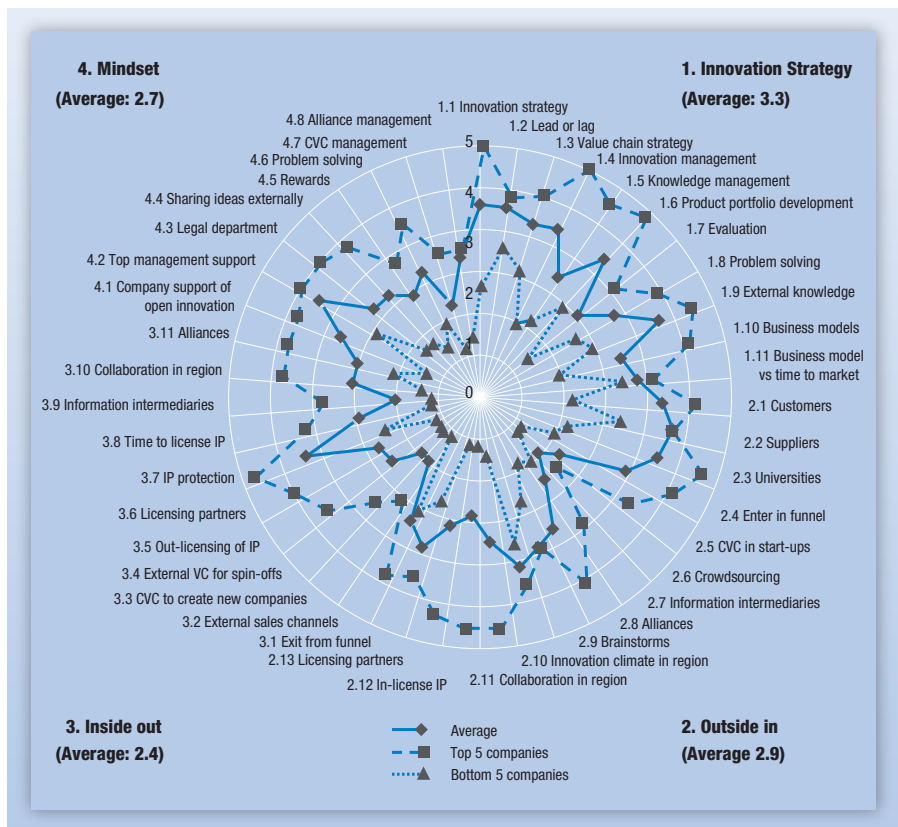 4. Mindset
(Average: 2.7)
1. Innovation Strategy
(Average: 3.3)
1.1 Innovation strategy
1.2 Lead or lag
1.3 Value chain strategy
1.4 Innovation management
1.5 Knowledge management
1.6 Product portfolio development
1.7 Evaluation
1.8 Problem solving
1.9 External knowledge
1.10 Business models
1.11 Business model
vs time to market
2.1 Customers
2.2 Suppliers
2.3 Universities
2.4 Enter in funnel
2.5 CVC in start-ups
2.6 Crowdsourcing
2.7 Information intermediaries
2.8 Alliances
2.9 Brainstorms
2.10 Innovation climate in region
2.11 Collaboration in region
2.12 In-license IP
2.13 Licensing partners
3.1 Exit from funnel
3.2 External sales channels
3.3 CVC to create new companies
3.4 External VC for spin-offs
3.5 Out-licensing of IP
3.6 Licensing partners
3.7 IP protection
3.8 Time to license IP
3.9 Information intermediaries
3.10 Collaboration in region
3.11 Alliances
4.1 Company support of
open innovation
4.2 Top management support
4.3 Legal department
4.4 Sharing ideas externally
4.5 Rewards
4.6 Problem solving
4.7 CVC management
4.8 Alliance management
5
4
3
2
1
0
3. Inside out
(Average: 2.4)
2. Outside in
(Average 2.9)
Average
Top 5 companies
Bottom 5 companies